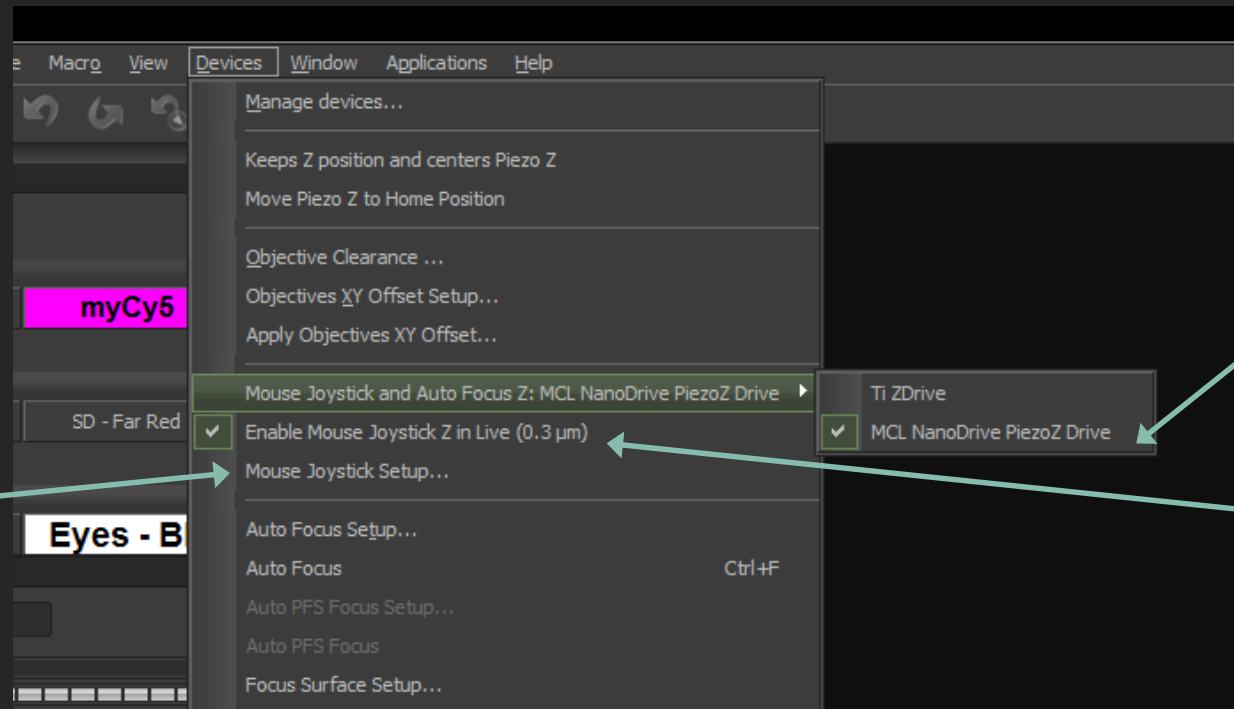 e Macro View Devices Window Applications Help
Manage devices...
Keeps Z position and centers Piezo Z
Move Piezo Z to Home Position
Objective Clearance ...
Objectives XY Offset Setup...
myCy5
Apply Objectives XY Offset...
Mouse Joystick and Auto Focus Z: MCL NanoDrive PiezoZ Drive
Ti ZDrive
SD - Far Red
Enable Mouse Joystick Z in Live (0.3 µm)
MCL NanoDrive PiezoZ Drive
Mouse Joystick Setup...
Eyes - Bl
Auto Focus Setup...
Auto Focus Ctrl+F
Auto PFS Focus Setup...
Auto PFS Focus
Focus Surface Setup...